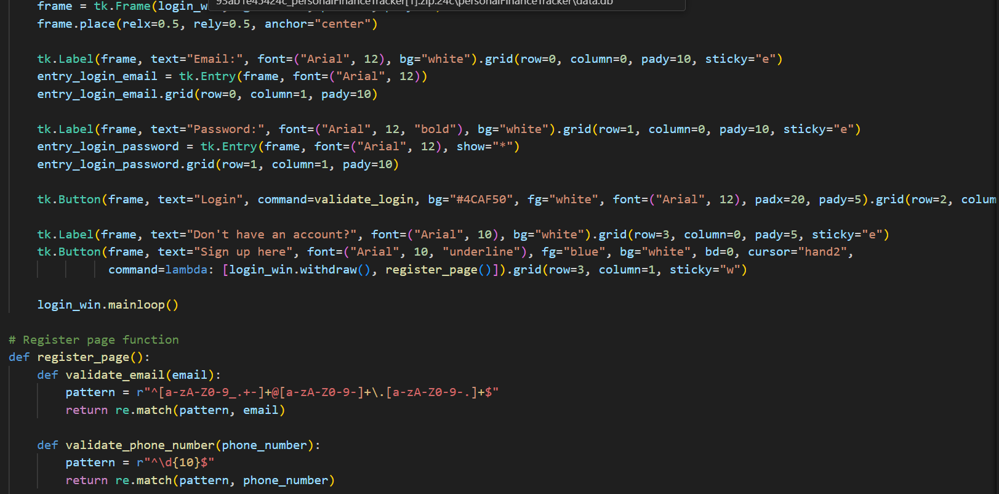 frame = tk.Frame(login_w
93ab1e45424c_personalFinanceTracker[1].zip.24c\personalFinanceTracker\data.db
frame.place(relx=0.5, rely=0.5, anchor="center")
tk.Label(frame, text="Email:", font=("Arial", 12), bg="white").grid(row=0, column=0, pady=10, sticky="e")
entry_login_email = tk.Entry(frame, font=("Arial", 12))
entry_login_email.grid(row=0, column=1, pady=10)
tk.Label(frame, text="Password:", font=("Arial", 12, "bold"), bg="white").grid(row=1, column=0, pady=10, sticky="e")
entry_login_password = tk.Entry(frame, font=("Arial", 12), show="*")
entry_login_password.grid(row=1, column=1, pady=10)
tk.Button(frame, text="Login", command=validate_login, bg="#4CAF50", fg="white", font=("Arial", 12), padx=20, pady=5).grid(row=2, colum
tk.Label(frame, text="Don't have an account?", font=("Arial", 10), bg="white").grid(row=3, column=0, pady=5, sticky="e")
tk.Button(frame, text="Sign up here", font=("Arial", 10, "underline"), fg="blue", bg="white", bd=0, cursor="hand2",
command=lambda: [login_win.withdraw(), register_page()]).grid(row=3, column=1, sticky="w")
login_win.mainloop()
# Register page function
def register_page():
def validate_email(email):
pattern = r"^[a-zA-Z0-9_.+-]+@[a-zA-Z0-9-]+\.[a-zA-Z0-9-.]+$"
return re.match(pattern, email)
def validate_phone_number(phone_number):
pattern = r"^\d{10}$"
return re.match(pattern, phone_number)